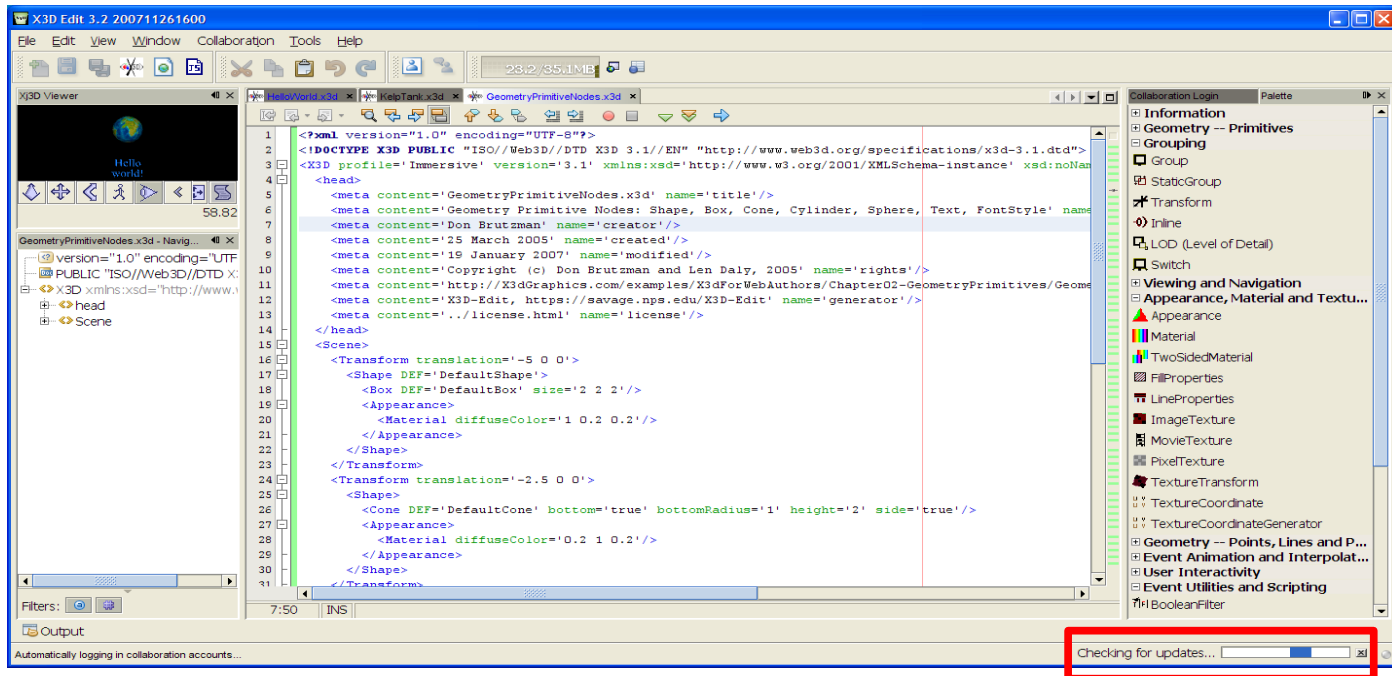 X3D Edit 3.2 200711261600
File Edit View Window Collaboration Tools Help
23.2/35.1MB
Xj3D Viewer
Hello
world!
58.82
GeometryPrimitiveNodes.x3d - Navig...
version="1.0" encoding="UTF
PUBLIC "ISO//Web3D//DTD X
X3D xmlns:xsd="http://www.
head
Scene
Filters:
HelloWorld.x3d KelpTank.x3d GeometryPrimitiveNodes.x3d
1 <?xml version="1.0" encoding="UTF-8"?>
2 <!DOCTYPE X3D PUBLIC "ISO//Web3D//DTD X3D 3.1//EN" "http://www.web3d.org/specifications/x3d-3.1.dtd">
3 <X3D profile='Immersive' version='3.1' xmlns:xsd='http://www.w3.org/2001/XMLSchema-instance' xsd:noNam
4 <head>
5 <meta content='GeometryPrimitiveNodes.x3d' name='title'/>
6 <meta content='Geometry Primitive Nodes: Shape, Box, Cone, Cylinder, Sphere, Text, FontStyle' name
7 <meta content='Don Brutzman' name='creator'/>
8 <meta content='25 March 2005' name='created'/>
9 <meta content='19 January 2007' name='modified'/>
10 <meta content='Copyright (c) Don Brutzman and Len Daly, 2005' name='rights'/>
11 <meta content='http://X3dGraphics.com/examples/X3dForWebAuthors/Chapter02-GeometryPrimitives/Geome
12 <meta content='X3D-Edit, https://savage.nps.edu/X3D-Edit' name='generator'/>
13 <meta content='../license.html' name='license'/>
14 </head>
15 <Scene>
16 <Transform translation='-5 0 0'>
17 <Shape DEF='DefaultShape'>
18 <Box DEF='DefaultBox' size='2 2 2'/>
19 <Appearance>
20 <Material diffuseColor='1 0.2 0.2'/>
21 </Appearance>
22 </Shape>
23 </Transform>
24 <Transform translation='-2.5 0 0'>
25 <Shape>
26 <Cone DEF='DefaultCone' bottom='true' bottomRadius='1' height='2' side='true'/>
27 <Appearance>
28 <Material diffuseColor='0.2 1 0.2'/>
29 </Appearance>
30 </Shape>
31 </Transform>
7:50 INS
Collaboration Login Palette
Information
Geometry -- Primitives
Grouping
Group
StaticGroup
Transform
Inline
LOD (Level of Detail)
Switch
Viewing and Navigation
Appearance, Material and Textu...
Appearance
Material
TwoSidedMaterial
FillProperties
LineProperties
ImageTexture
MovieTexture
PixelTexture
TextureTransform
TextureCoordinate
TextureCoordinateGenerator
Geometry -- Points, Lines and P...
Event Animation and Interpolat...
User Interactivity
Event Utilities and Scripting
BooleanFilter
Output
Automatically logging in collaboration accounts...
Checking for updates...